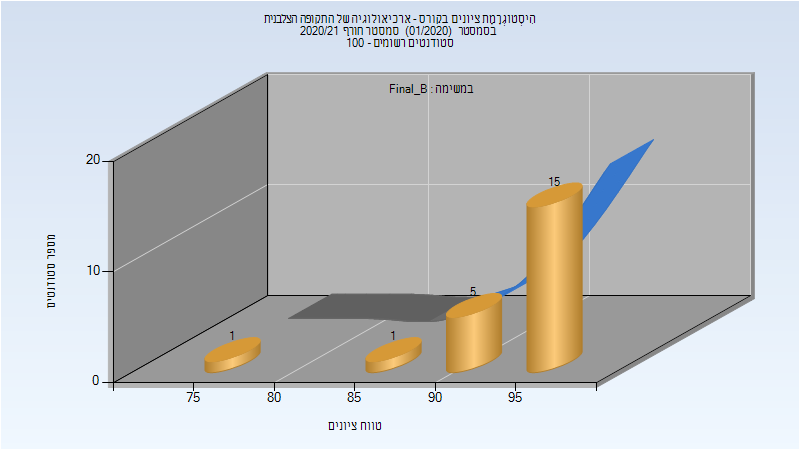 היסטוגרמת ציונים בקורס - ארכיאולוגיה של התקופה הצלבנית
בסמסטר (01/2020) סמסטר חורף 2020/21
סטודנטים רשומים - 100
במשימה : Final_B
20
10
0
מספר סטודנטים
1
1
5
15
75
80
85
90
95
טווח ציונים